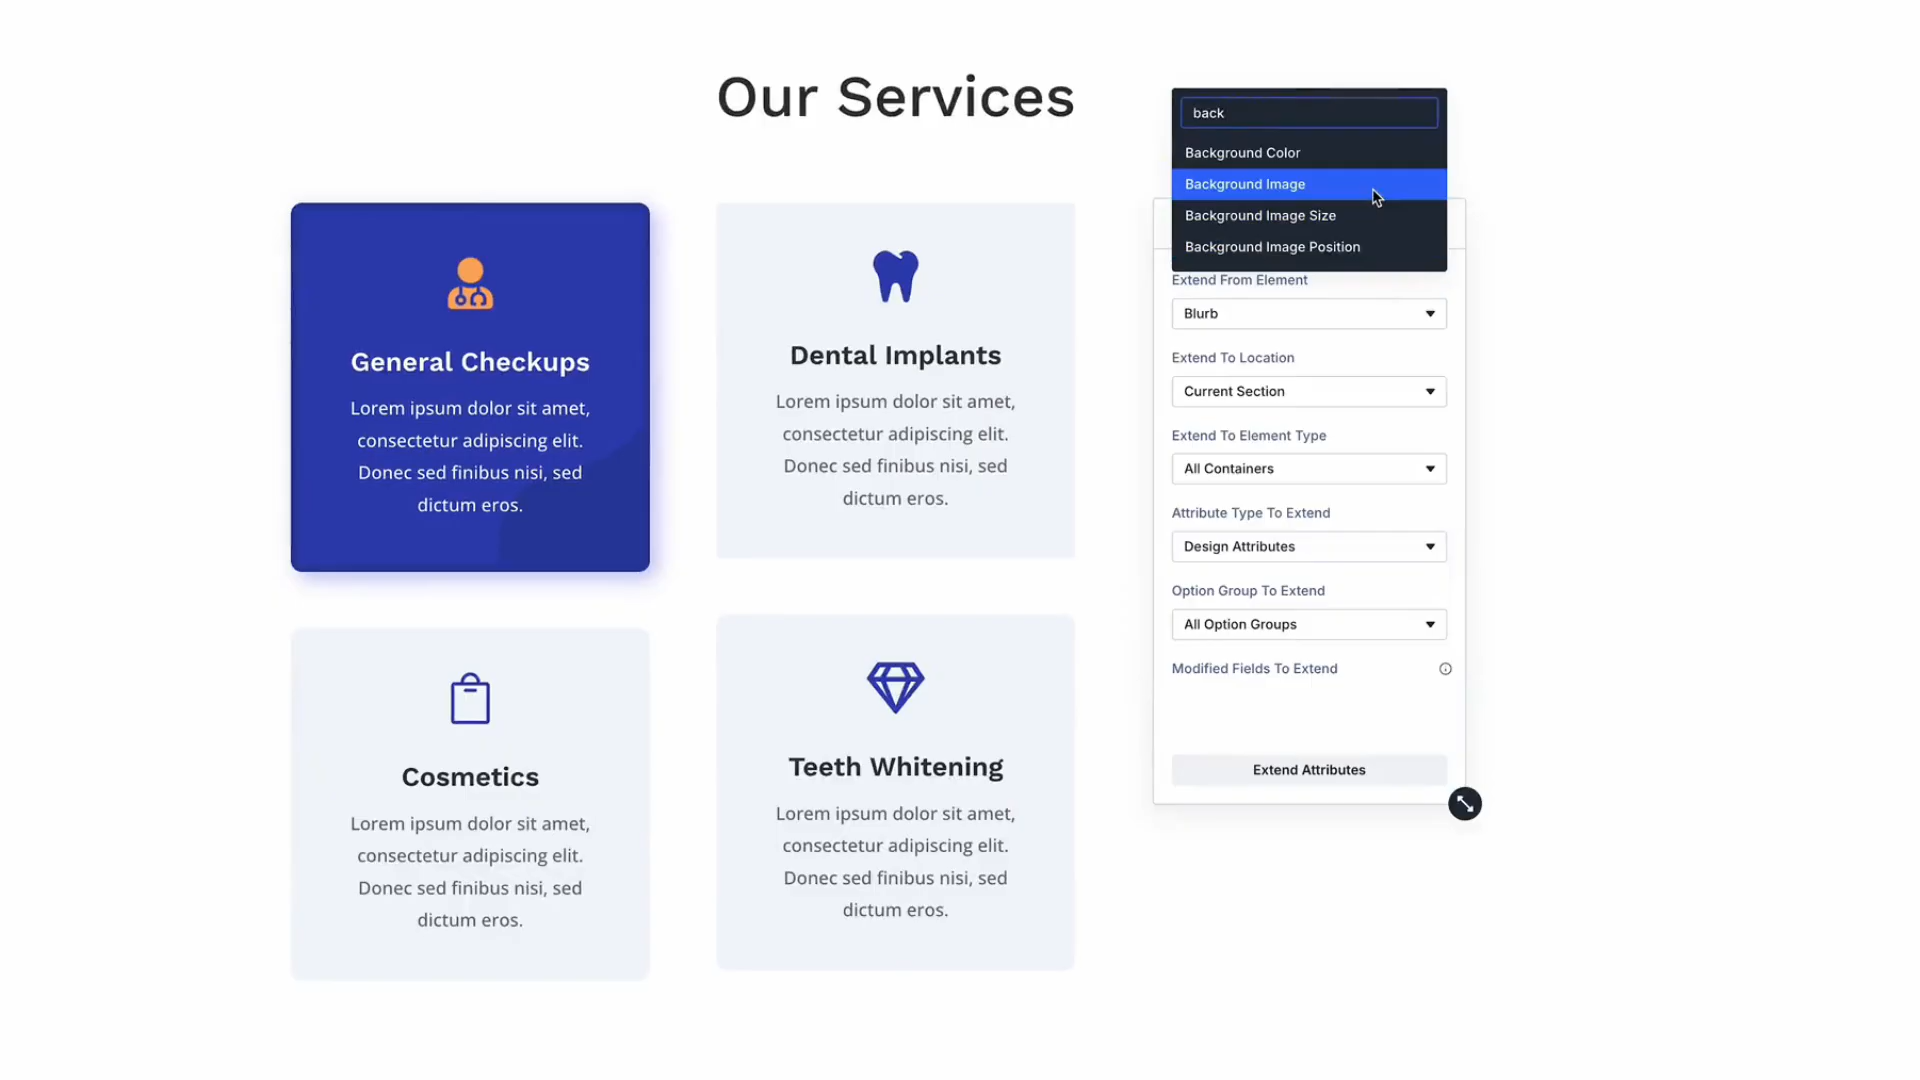 Our Services
General Checkups
Lorem ipsum dolor sit amet,
consectetur adipiscing elit.
Donec sed finibus nisi, sed
dictum eros.
Dental Implants
Lorem ipsum dolor sit amet,
consectetur adipiscing elit.
Donec sed finibus nisi, sed
dictum eros.
Cosmetics
Lorem ipsum dolor sit amet,
consectetur adipiscing elit.
Donec sed finibus nisi, sed
dictum eros.
Teeth Whitening
Lorem ipsum dolor sit amet,
consectetur adipiscing elit.
Donec sed finibus nisi, sed
dictum eros.
back
Background Color
Background Image
Background Image Size
Background Image Position
Extend From Element
Blurb
Extend To Location
Current Section
Extend To Element Type
All Containers
Attribute Type To Extend
Design Attributes
Option Group To Extend
All Option Groups
Modified Fields To Extend
Extend Attributes